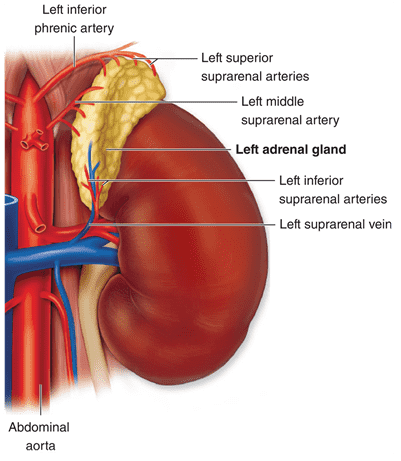 Left inferior
phrenic artery
Left superior
suprarenal arteries
Left middle
suprarenal artery
Left adrenal gland
Left inferior
suprarenal arteries
Left suprarenal vein
Abdominal
aorta